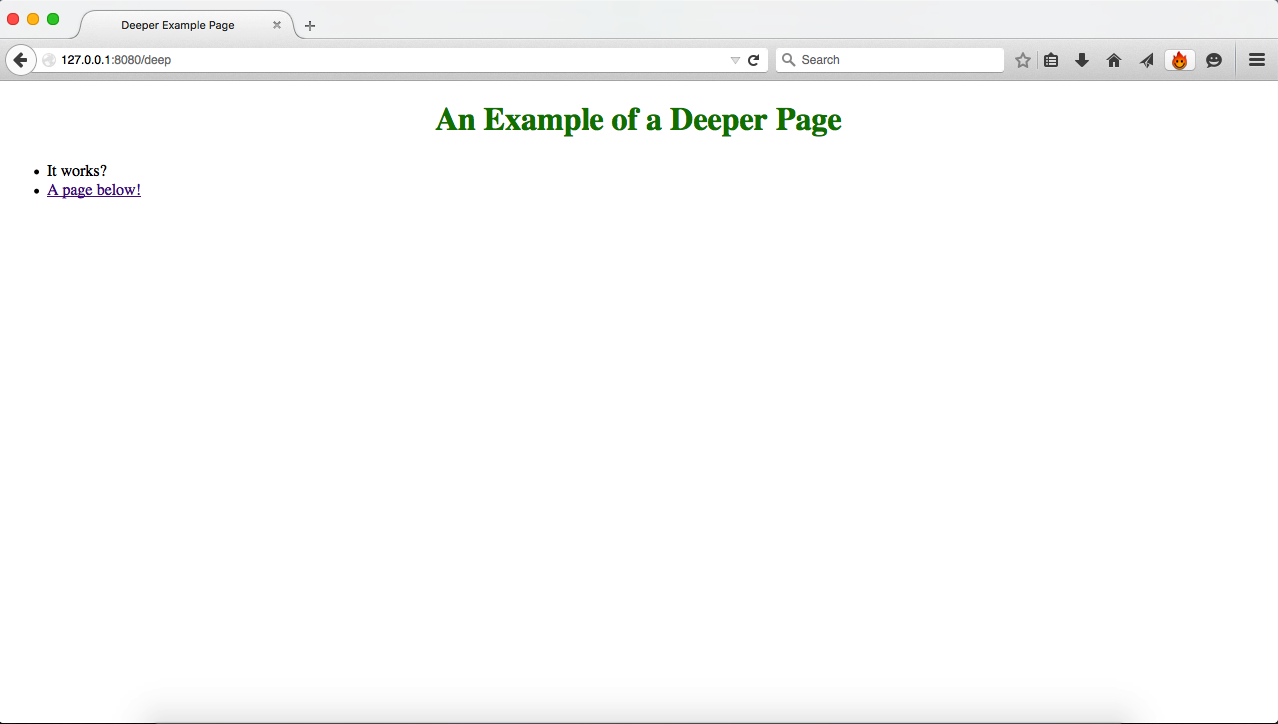 Deeper Example Page
127.0.0.1:8080/deep
Search
An Example of a Deeper Page
• It works?
• A page below!